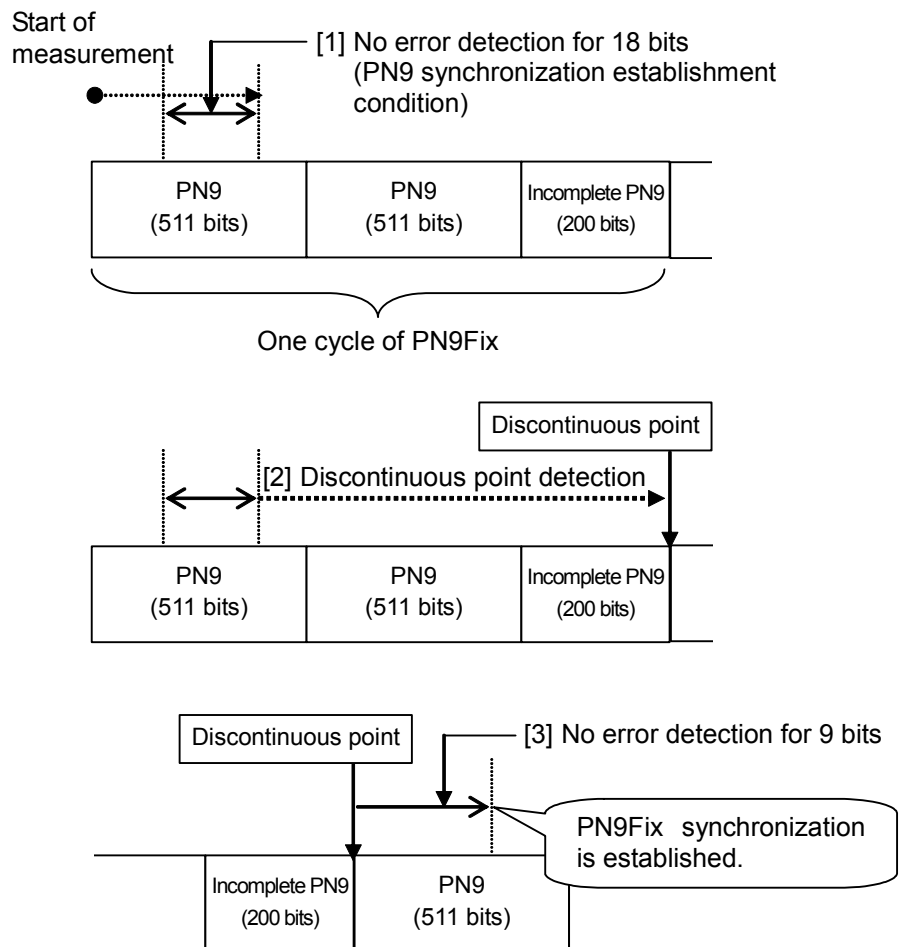 Start of
measurement
[1] No error detection for 18 bits
(PN9 synchronization establishment
condition)
PN9
(511 bits)
PN9
(511 bits)
Incomplete PN9
(200 bits)
One cycle of PN9Fix
Discontinuous point
[2] Discontinuous point detection
PN9
(511 bits)
PN9
(511 bits)
Incomplete PN9
(200 bits)
Discontinuous point
[3] No error detection for 9 bits
PN9Fix synchronization
is established.
Incomplete PN9
(200 bits)
PN9
(511 bits)